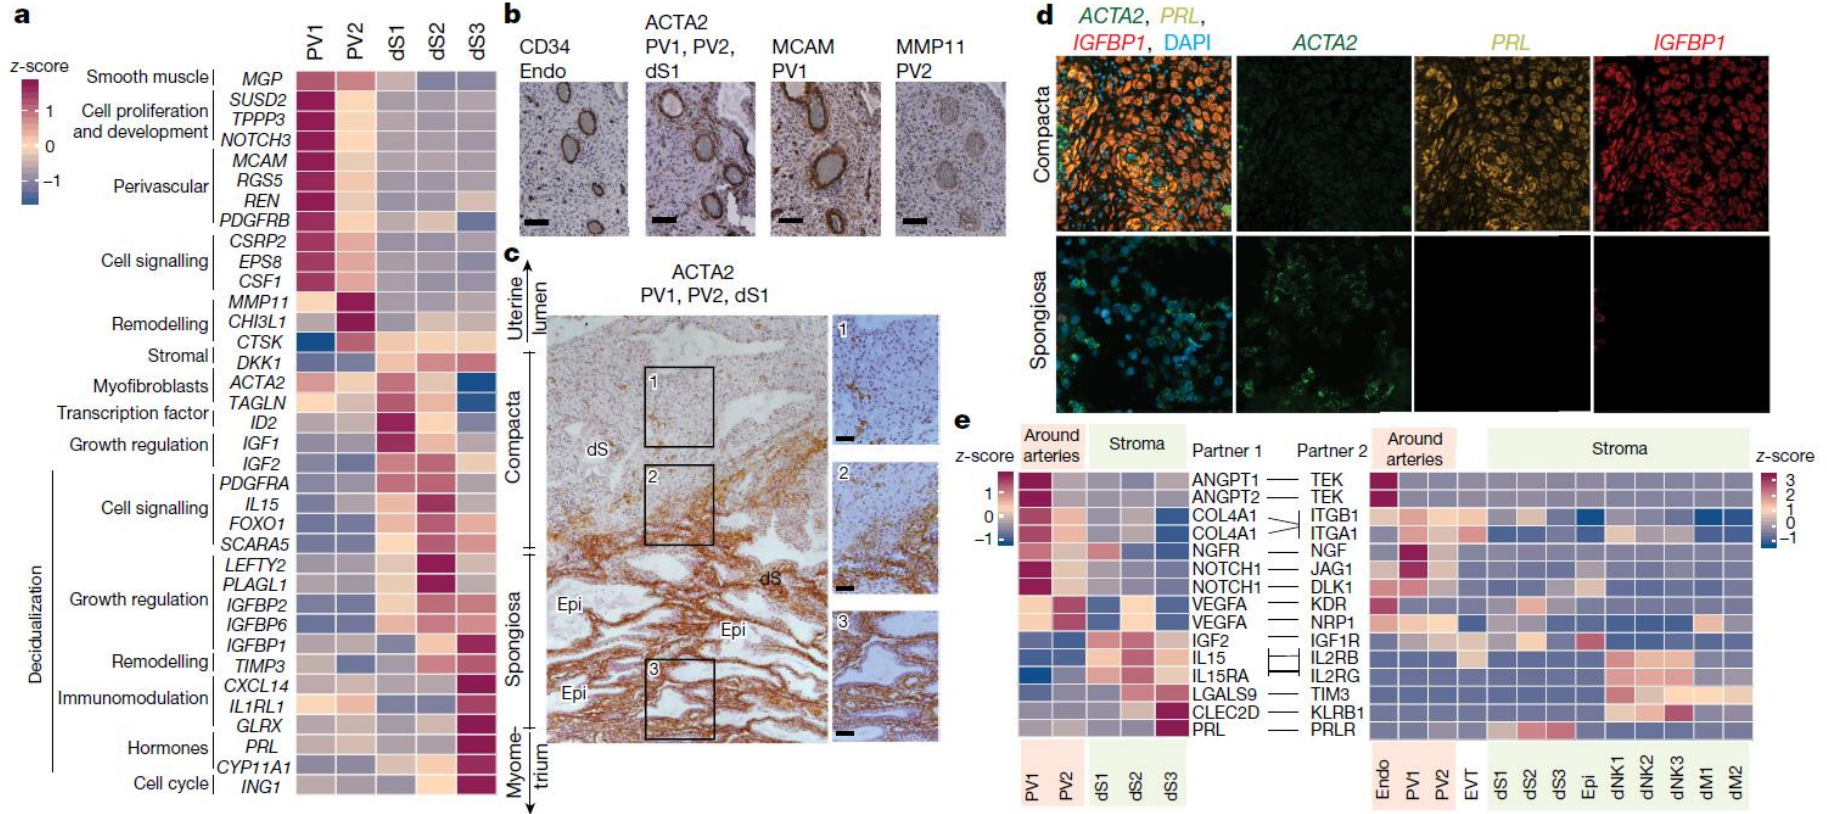 a
PV1
PV2
dS1
dS2
dS3
z-score
1
0
−1
Smooth muscle
Cell proliferation
and development
Perivascular
Cell signalling
Remodelling
Stromal
Myofibroblasts
Transcription factor
Growth regulation
Decidualization
Cell signalling
Growth regulation
Remodelling
Immunomodulation
Hormones
Cell cycle
MGP
SUSD2
TPPP3
NOTCH3
MCAM
RGS5
REN
PDGFRB
CSRP2
EPS8
CSF1
MMP11
CHI3L1
CTSK
DKK1
ACTA2
TAGLN
ID2
IGF1
IGF2
PDGFRA
IL15
FOXO1
SCARA5
LEFTY2
PLAGL1
IGFBP2
IGFBP6
IGFBP1
TIMP3
CXCL14
IL1RL1
GLRX
PRL
CYP11A1
ING1
b
CD34
Endo
ACTA2
PV1, PV2,
dS1
MCAM
PV1
MMP11
PV2
c
ACTA2
PV1, PV2, dS1
Uterine
lumen
Compacta
Spongiosa
Myome-
trium
1
dS
2
dS
Epi
Epi
3
Epi
1
2
3
d
ACTA2, PRL,
IGFBP1, DAPI
ACTA2
PRL
IGFBP1
Compacta
Spongiosa
e
z-score
1
0
−1
Around
arteries
Stroma
Partner 1
Partner 2
Around
arteries
Stroma
z-score
3
2
1
0
−1
ANGPT1 TEK
ANGPT2 TEK
COL4A1 ITGB1
COL4A1 ITGA1
NGFR NGF
NOTCH1 JAG1
NOTCH1 DLK1
VEGFA KDR
VEGFA NRP1
IGF2 IGF1R
IL15 IL2RB
IL15RA IL2RG
LGALS9 TIM3
CLEC2D KLRB1
PRL PRLR
PV1
PV2
dS1
dS2
dS3
Endo
PV1
PV2
EVT
dS1
dS2
dS3
Epi
dNK1
dNK2
dNK3
dM1
dM2